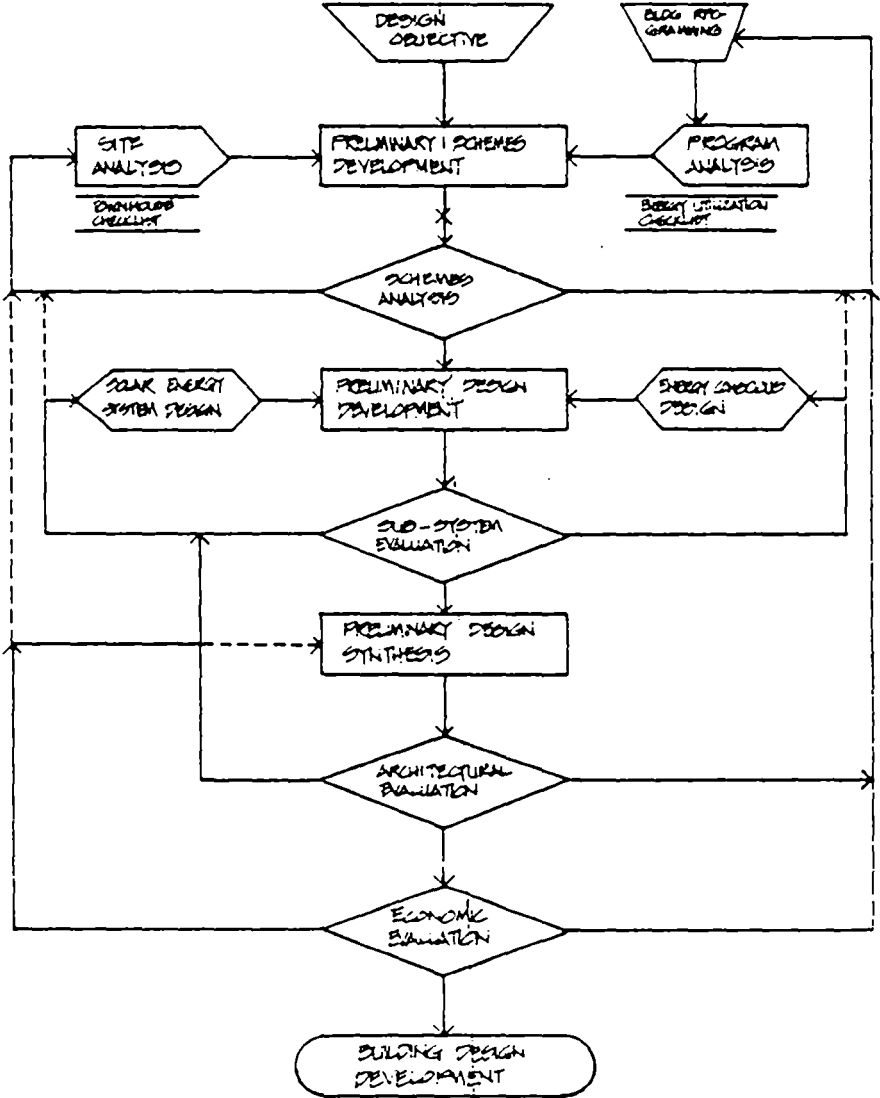 DESIGN
OBJECTIVE
BLDG PRO-
GRAMMING
SITE
ANALYSIS
PRELIMINARY SCHEMES
DEVELOPMENT
PROGRAM
ANALYSIS
CHECKLIST
ENERGY UTILIZATION
CHECKLIST
SCHEMES
ANALYSIS
SOLAR ENERGY
SYSTEM DESIGN
PRELIMINARY DESIGN
DEVELOPMENT
ENERGY CONSCIOUS
DESIGN
SUB-SYSTEM
EVALUATION
PRELIMINARY DESIGN
SYNTHESIS
ARCHITECTURAL
EVALUATION
ECONOMIC
EVALUATION
BUILDING DESIGN
DEVELOPMENT